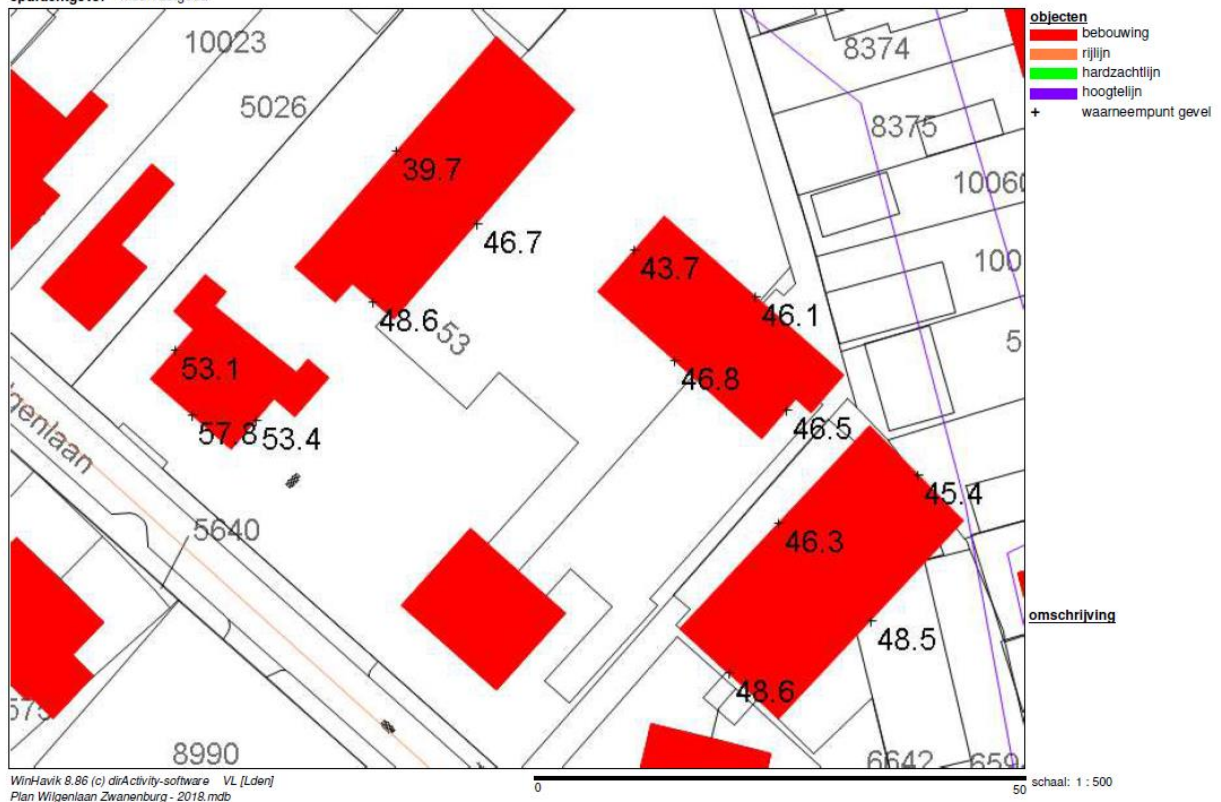 objecten
bebouwing
rijlijn
hardzachtlijn
hoogtelijn
+ waarneempunt gevel
10023
8374
5026
8375
39.7
10060
46.7
43.7
100
46.1
48.6
53
5
53.1
46.8
57.8
53.4
46.5
lgenlaan
45.4
5640
46.3
omschrijving
48.5
48.6
573
8990
6642
659
WinHavik 8.86 (c) dirActivity-software VL [Lden]
0
50
schaal: 1 : 500
Plan Wilgenlaan Zwanenburg - 2018.mdb